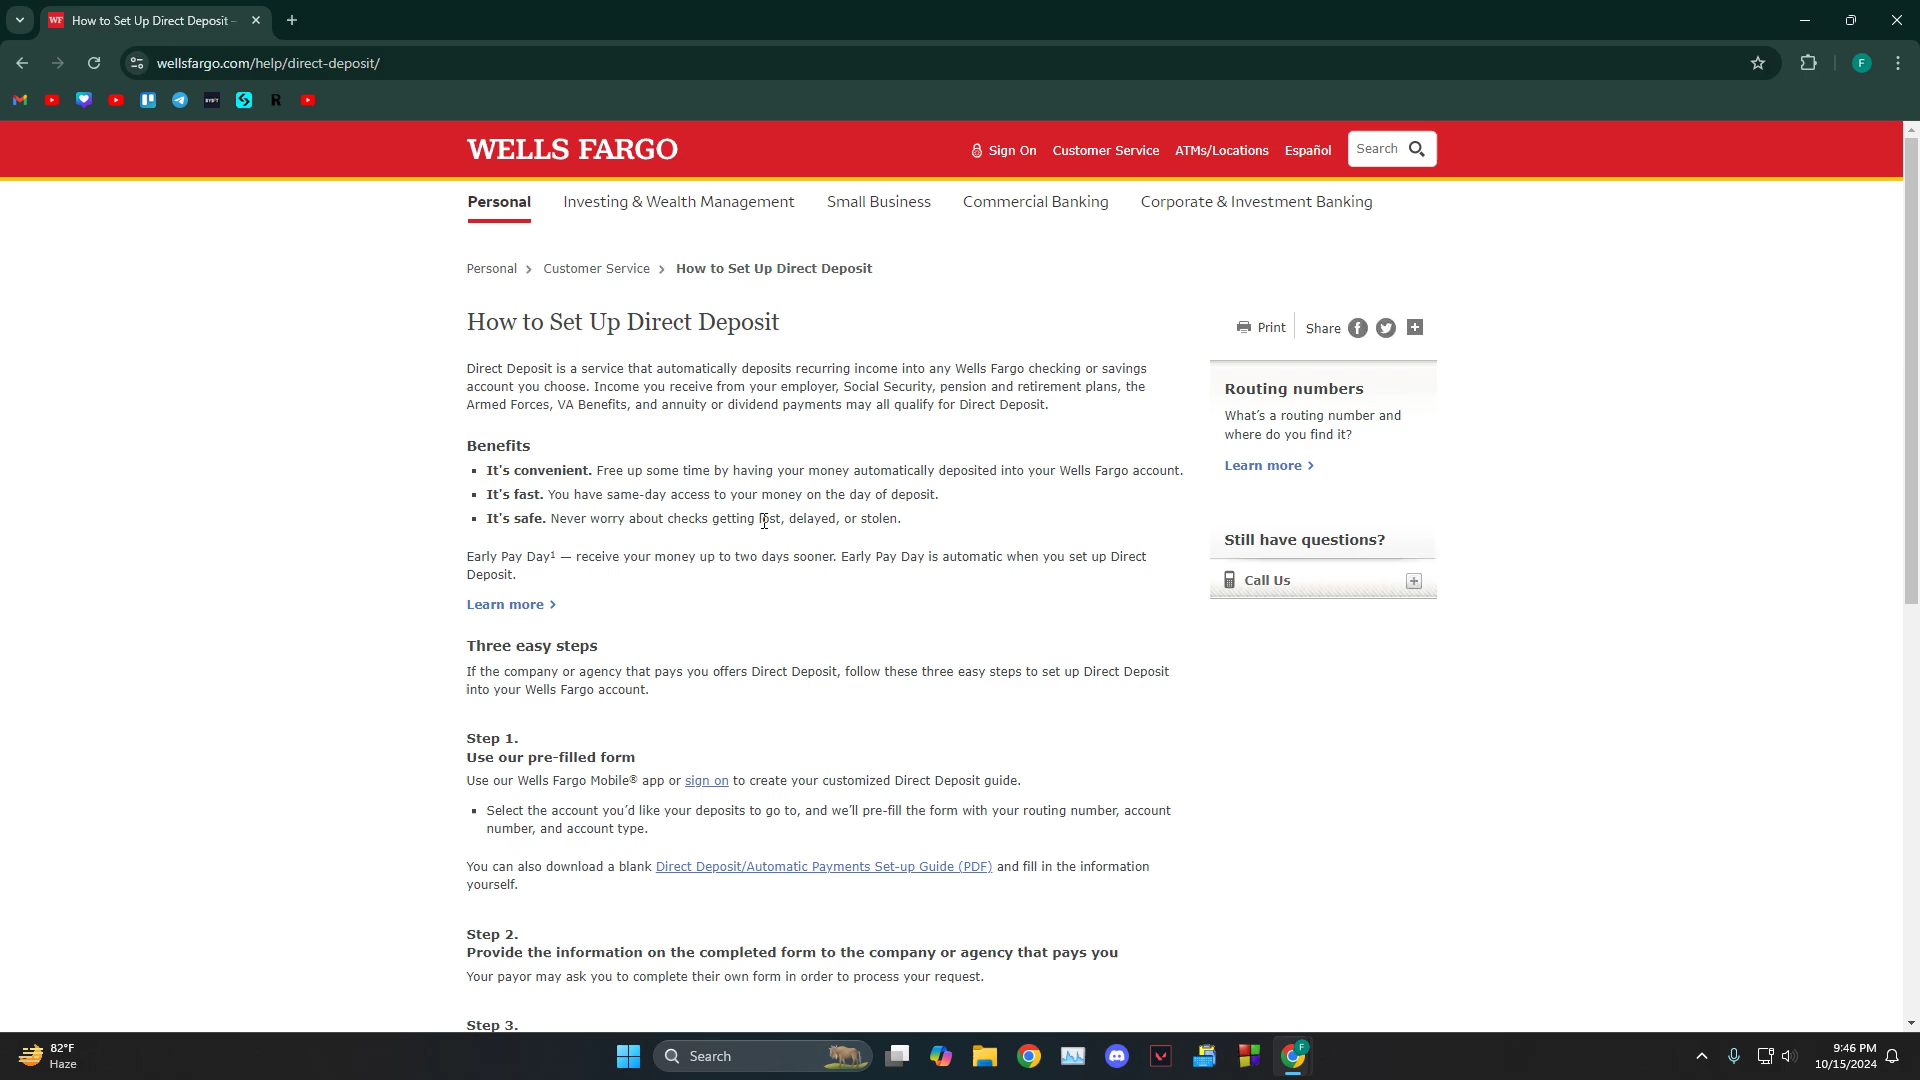 WF How to Set Up Direct Deposit -
wellsfargo.com/help/direct-deposit/
F
BYBIT
R
WELLS FARGO
Sign On Customer Service ATMs/Locations Español Search
Personal Investing & Wealth Management Small Business Commercial Banking Corporate & Investment Banking
Personal > Customer Service > How to Set Up Direct Deposit
How to Set Up Direct Deposit
Print Share
Direct Deposit is a service that automatically deposits recurring income into any Wells Fargo checking or savings
account you choose. Income you receive from your employer, Social Security, pension and retirement plans, the
Armed Forces, VA Benefits, and annuity or dividend payments may all qualify for Direct Deposit.
Benefits
▪ It's convenient. Free up some time by having your money automatically deposited into your Wells Fargo account.
▪ It's fast. You have same-day access to your money on the day of deposit.
▪ It's safe. Never worry about checks getting lost, delayed, or stolen.
Early Pay Day¹ — receive your money up to two days sooner. Early Pay Day is automatic when you set up Direct
Deposit.
Learn more >
Three easy steps
If the company or agency that pays you offers Direct Deposit, follow these three easy steps to set up Direct Deposit
into your Wells Fargo account.
Step 1.
Use our pre-filled form
Use our Wells Fargo Mobile® app or sign on to create your customized Direct Deposit guide.
▪ Select the account you'd like your deposits to go to, and we'll pre-fill the form with your routing number, account
number, and account type.
You can also download a blank Direct Deposit/Automatic Payments Set-up Guide (PDF) and fill in the information
yourself.
Step 2.
Provide the information on the completed form to the company or agency that pays you
Your payor may ask you to complete their own form in order to process your request.
Step 3.
Routing numbers
What's a routing number and
where do you find it?
Learn more >
Still have questions?
Call Us
82°F
Haze
Search
F
9:46 PM
10/15/2024